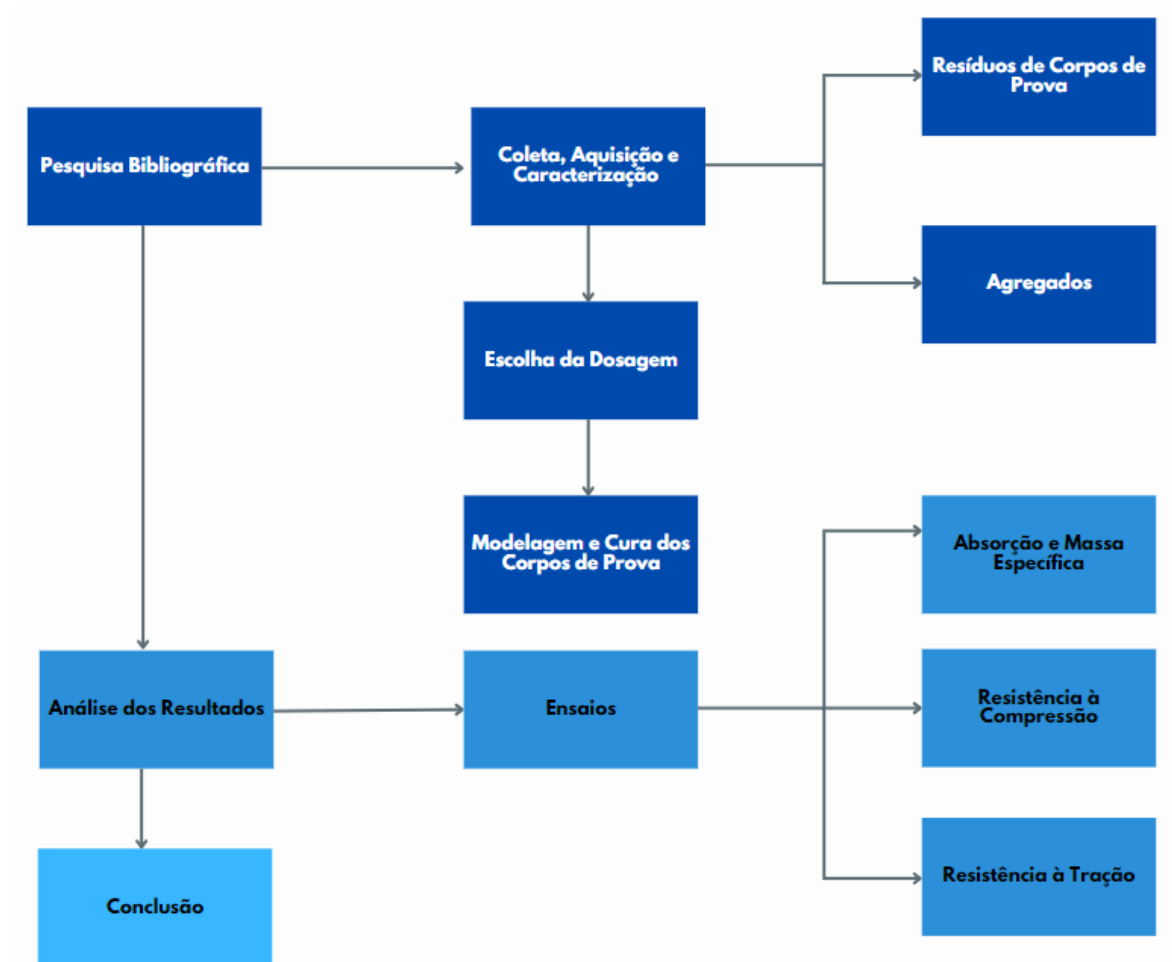 Resíduos de Corpos de
Prova
Pesquisa Bibliográfica
Coleta, Aquisição e
Caracterização
Agregados
Escolha da Dosagem
Modelagem e Cura dos
Corpos de Prova
Absorção e Massa
Específica
Análise dos Resultados
Ensaios
Resistência à
Compressão
Resistência à Tração
Conclusão